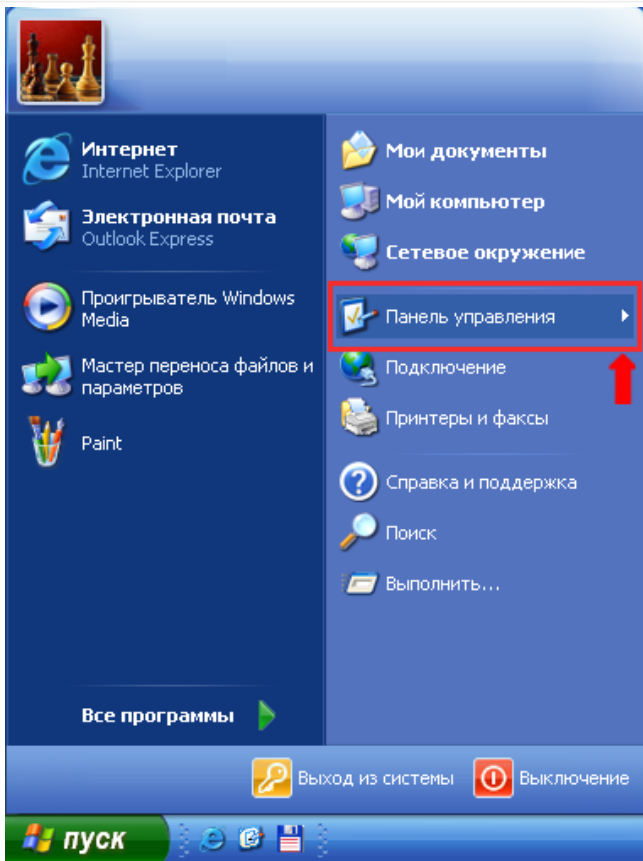 Интернет
Internet Explorer
Электронная почта
Outlook Express
Проигрыватель Windows
Media
Мастер переноса файлов и
параметров
Paint
Все программы
Мои документы
Мой компьютер
Сетевое окружение
Панель управления
Подключение
Принтеры и факсы
Справка и поддержка
Поиск
Выполнить...
Выход из системы
Выключение
пуск